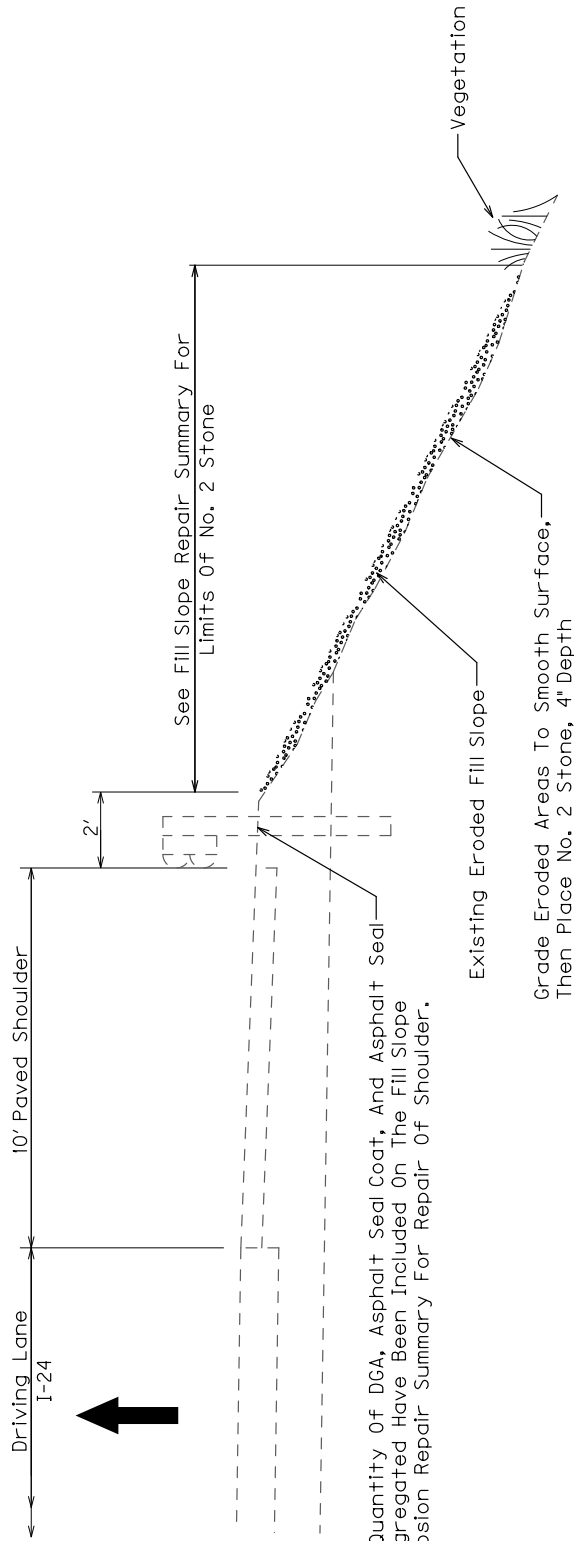 Driving Lane
I-24
10' Paved Shoulder
2'
See Fill Slope Repair Summary For
Limits Of No. 2 Stone
Vegetation
Quantity Of DGA, Asphalt Seal Coat, And Asphalt Seal
gregated Have Been Included On The Fill Slope
osion Repair Summary For Repair Of Shoulder.
Existing Eroded Fill Slope
Grade Eroded Areas To Smooth Surface,
Then Place No. 2 Stone, 4" Depth